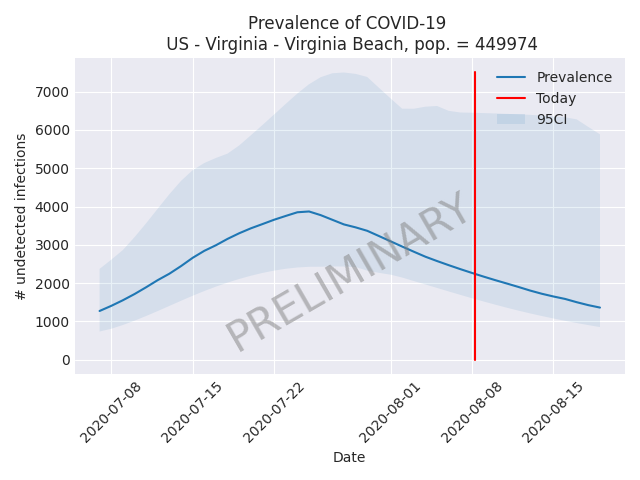 Prevalence of COVID-19
US - Virginia - Virginia Beach, pop. = 449974
# undetected infections
7000
6000
5000
4000
3000
2000
1000
0
Prevalence
Today
95CI
PRELIMINARY
2020-07-08
2020-07-15
2020-07-22
2020-08-01
2020-08-08
2020-08-15
Date